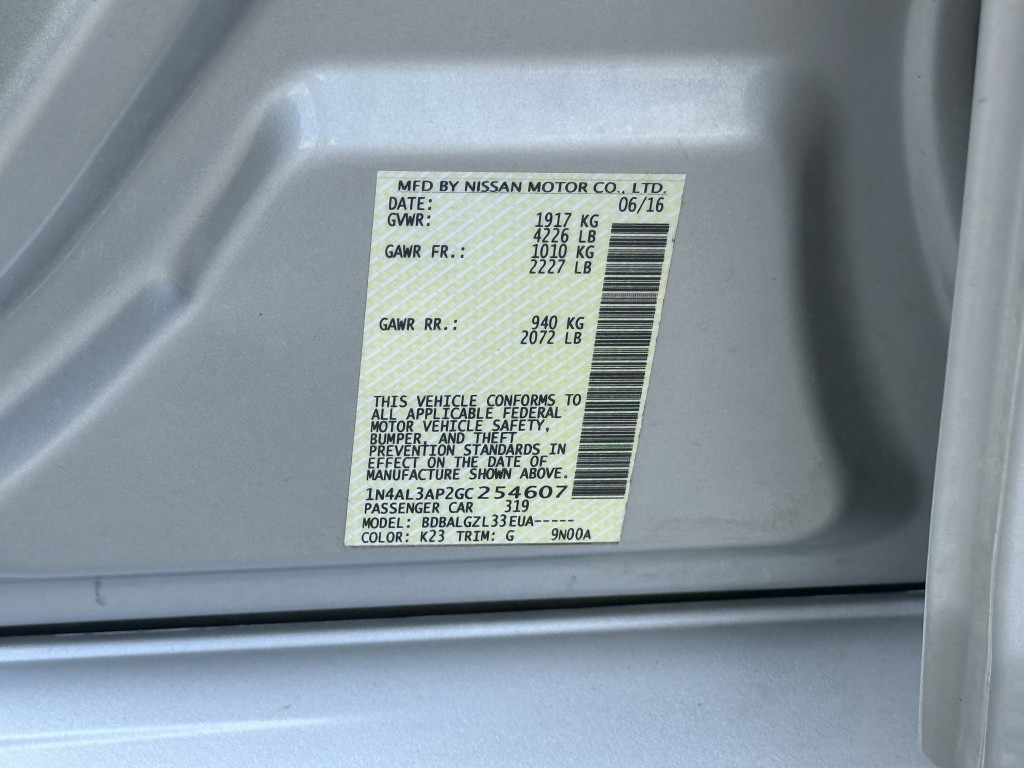 MFD BY NISSAN MOTOR CO., LTD.
DATE: 06/16
GVWR: 1917 KG
4226 LB
GAWR FR.: 1010 KG
2227 LB
GAWR RR.: 940 KG
2072 LB
THIS VEHICLE CONFORMS TO
ALL APPLICABLE FEDERAL
MOTOR VEHICLE SAFETY,
BUMPER, AND THEFT
PREVENTION STANDARDS IN
EFFECT ON THE DATE OF
MANUFACTURE SHOWN ABOVE.
1N4AL3AP2GC254607
PASSENGER CAR 319
MODEL: BDBALGZL33EUA-----
COLOR: K23 TRIM: G 9N00A